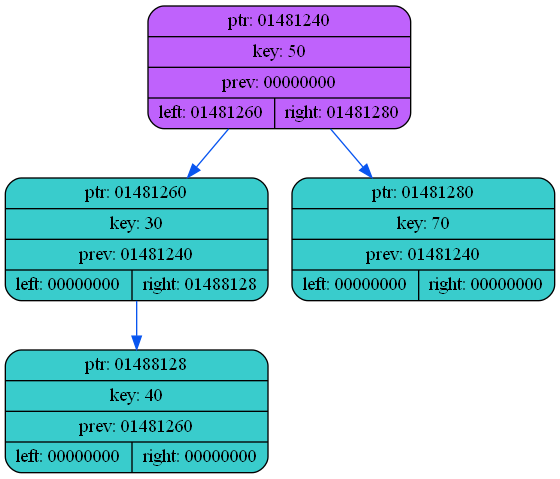 ptr: 01481240
key: 50
prev: 00000000
left: 01481260 right: 01481280
ptr: 01481260
key: 30
prev: 01481240
left: 00000000 right: 01488128
ptr: 01481280
key: 70
prev: 01481240
left: 00000000 right: 00000000
ptr: 01488128
key: 40
prev: 01481260
left: 00000000 right: 00000000